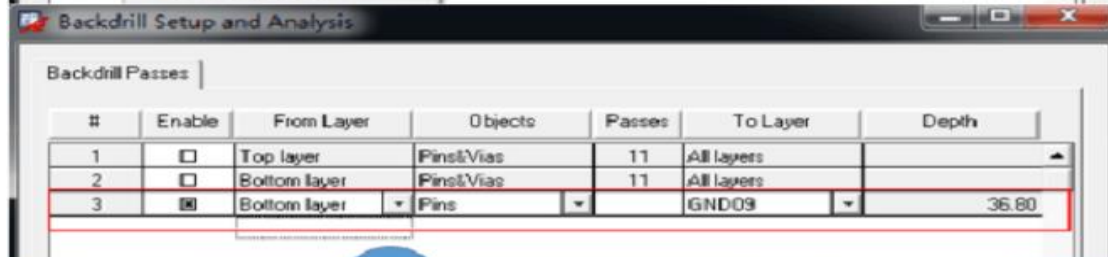 Backdrill Setup and Analysis
Backdrill Passes
# Enable From Layer Objects Passes To Layer Depth
1 Top layer Pins&Vias 11 All layers
2 Bottom layer Pins&Vias 11 All layers
3 Bottom layer Pins GND09 36.80